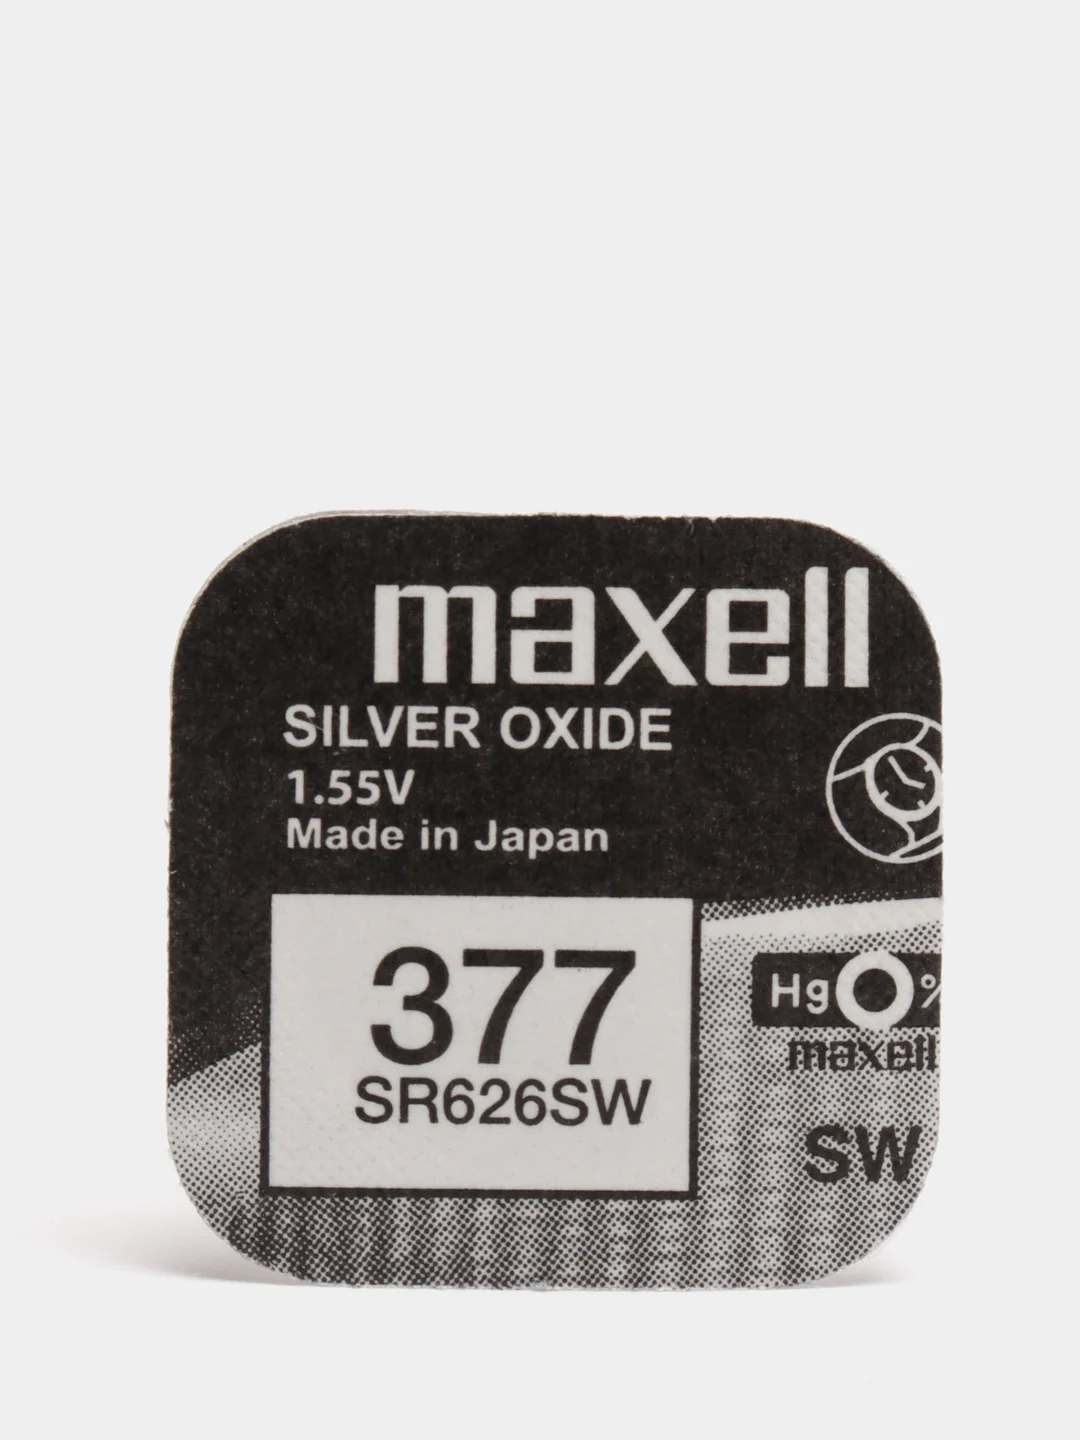 maxell
SILVER OXIDE
1.55V
Made in Japan
377
SR626SW
Hg0%
maxell
SW